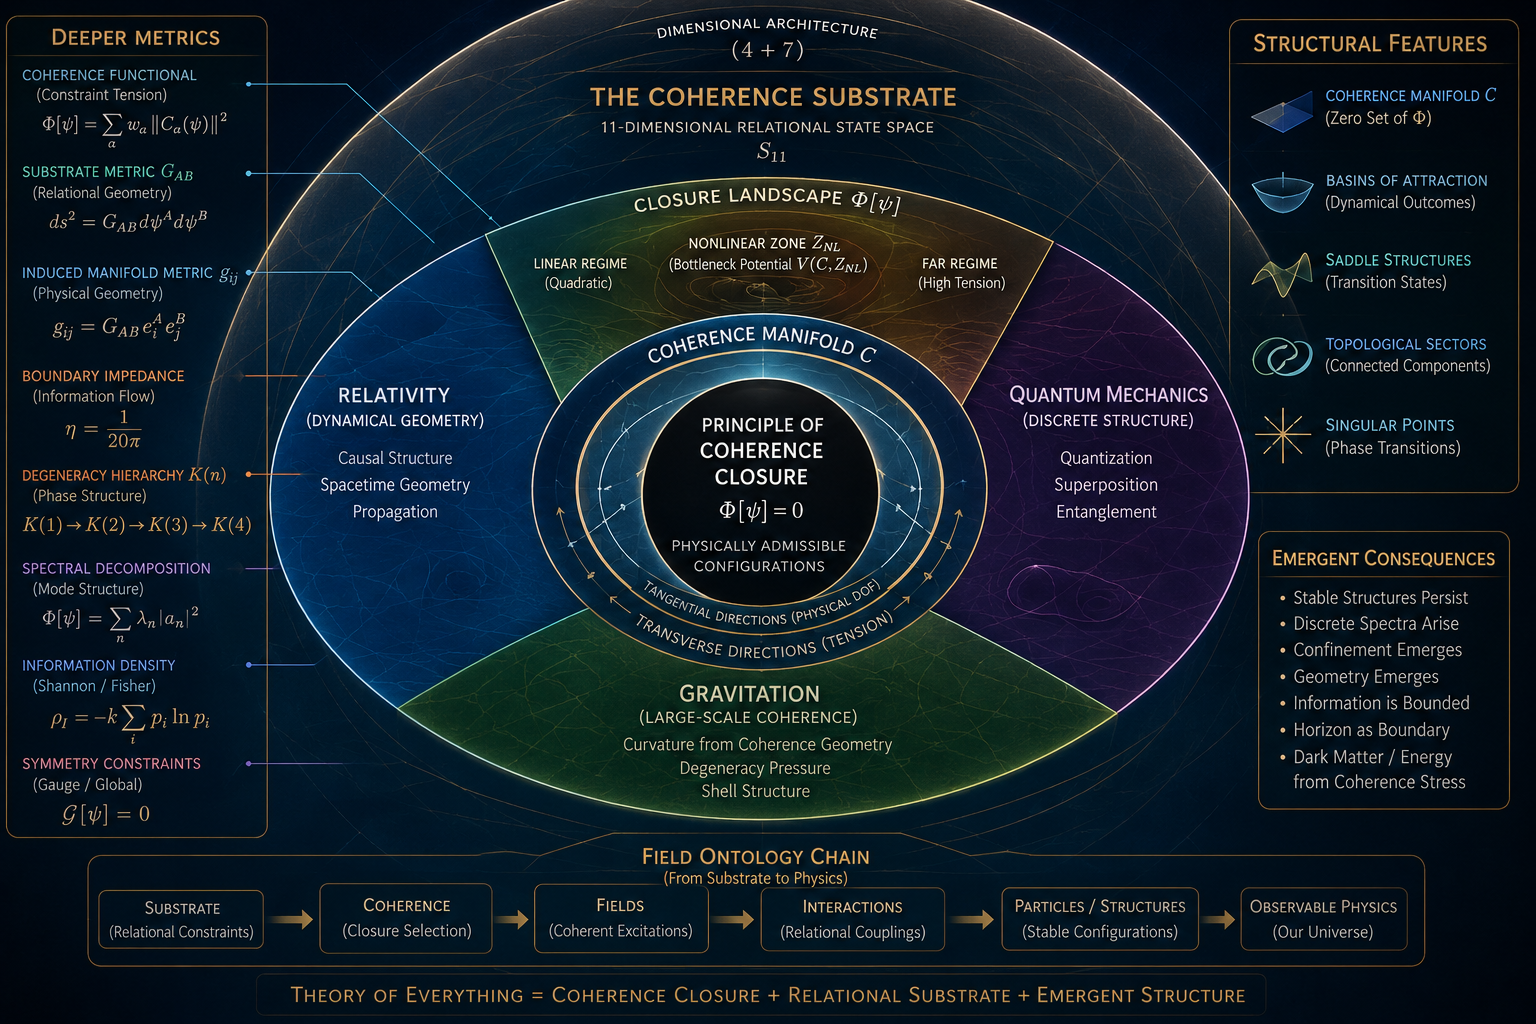 DEEPER METRICS
COHERENCE FUNCTIONAL
(Constraint Tension)
Φ[ψ] = ∑ₐ wₐ ‖Cₐ(ψ)‖²
SUBSTRATE METRIC G_AB
(Relational Geometry)
ds² = G_AB dψ^A dψ^B
INDUCED MANIFOLD METRIC g_ij
(Physical Geometry)
g_ij = G_AB e_i^A e_j^B
BOUNDARY IMPEDANCE
(Information Flow)
η = 1/20π
DEGENERACY HIERARCHY K(n)
(Phase Structure)
K(1) → K(2) → K(3) → K(4)
SPECTRAL DECOMPOSITION
(Mode Structure)
Φ[ψ] = ∑ₙ λₙ |aₙ|²
INFORMATION DENSITY
(Shannon / Fisher)
ρ_I = −k ∑ᵢ pᵢ ln pᵢ
SYMMETRY CONSTRAINTS
(Gauge / Global)
𝒢[ψ] = 0
DIMENSIONAL ARCHITECTURE
(4 + 7)
THE COHERENCE SUBSTRATE
11-DIMENSIONAL RELATIONAL STATE SPACE
S₁₁
CLOSURE LANDSCAPE Φ[ψ]
LINEAR REGIME
(Quadratic)
NONLINEAR ZONE Z_NL
(Bottleneck Potential V(C, Z_NL)
FAR REGIME
(High Tension)
COHERENCE MANIFOLD C
RELATIVITY
(DYNAMICAL GEOMETRY)
Causal Structure
Spacetime Geometry
Propagation
PRINCIPLE OF
COHERENCE
CLOSURE
Φ[ψ] = 0
PHYSICALLY ADMISSIBLE
CONFIGURATIONS
TANGENTIAL DIRECTIONS (PHYSICAL DOF)
TRANSVERSE DIRECTIONS (TENSION)
QUANTUM MECHANICS
(DISCRETE STRUCTURE)
Quantization
Superposition
Entanglement
GRAVITATION
(LARGE-SCALE COHERENCE)
Curvature from Coherence Geometry
Degeneracy Pressure
Shell Structure
STRUCTURAL FEATURES
COHERENCE MANIFOLD C
(Zero Set of Φ)
BASINS OF ATTRACTION
(Dynamical Outcomes)
SADDLE STRUCTURES
(Transition States)
TOPOLOGICAL SECTORS
(Connected Components)
SINGULAR POINTS
(Phase Transitions)
EMERGENT CONSEQUENCES
• Stable Structures Persist
• Discrete Spectra Arise
• Confinement Emerges
• Geometry Emerges
• Information is Bounded
• Horizon as Boundary
• Dark Matter / Energy
from Coherence Stress
FIELD ONTOLOGY CHAIN
(From Substrate to Physics)
SUBSTRATE
(Relational Constraints)
COHERENCE
(Closure Selection)
FIELDS
(Coherent Excitations)
INTERACTIONS
(Relational Couplings)
PARTICLES / STRUCTURES
(Stable Configurations)
OBSERVABLE PHYSICS
(Our Universe)
THEORY OF EVERYTHING = COHERENCE CLOSURE + RELATIONAL SUBSTRATE + EMERGENT STRUCTURE